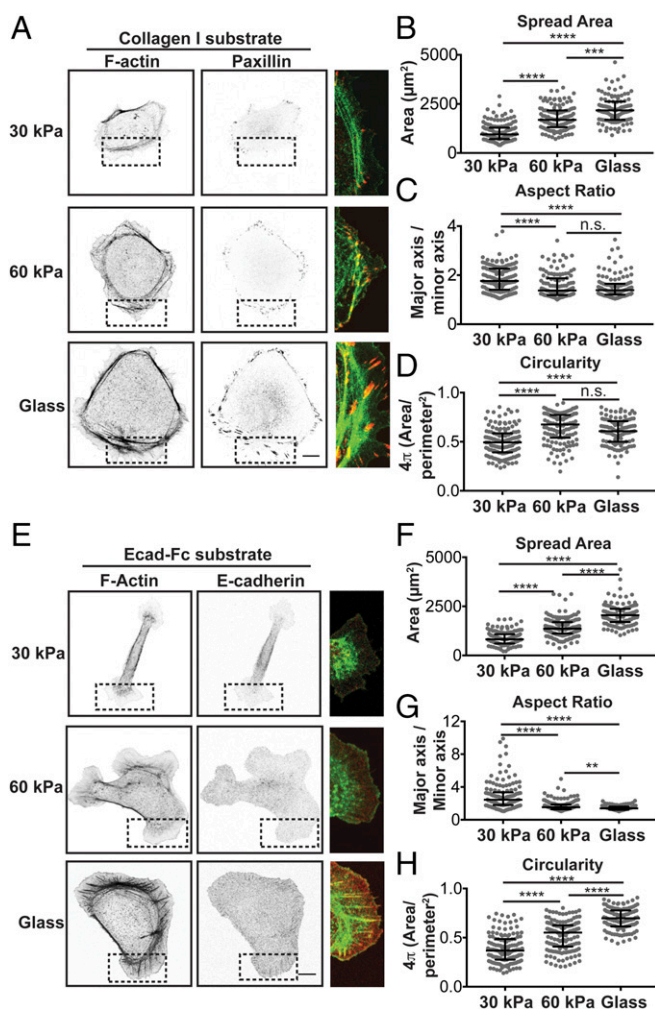 A
Collagen I substrate
F-actin Paxillin
30 kPa
60 kPa
Glass
B
Spread Area
****
****
***
Area (µm²)
5000
2500
0
30 kPa 60 kPa Glass
C
Aspect Ratio
****
****
n.s.
Major axis /
minor axis
4
2
0
30 kPa 60 kPa Glass
D
Circularity
****
****
n.s.
4π (Area/
perimeter²)
1.0
0.5
0.0
30 kPa 60 kPa Glass
E
Ecad-Fc substrate
F-Actin E-cadherin
30 kPa
60 kPa
Glass
F
Spread Area
****
****
****
Area (µm²)
5000
2500
0
30 kPa 60 kPa Glass
G
Aspect Ratio
****
****
**
Major axis /
Minor axis
12
8
4
0
30 kPa 60 kPa Glass
H
Circularity
****
****
****
4π (Area/
perimeter²)
1.0
0.5
0
30 kPa 60 kPa Glass